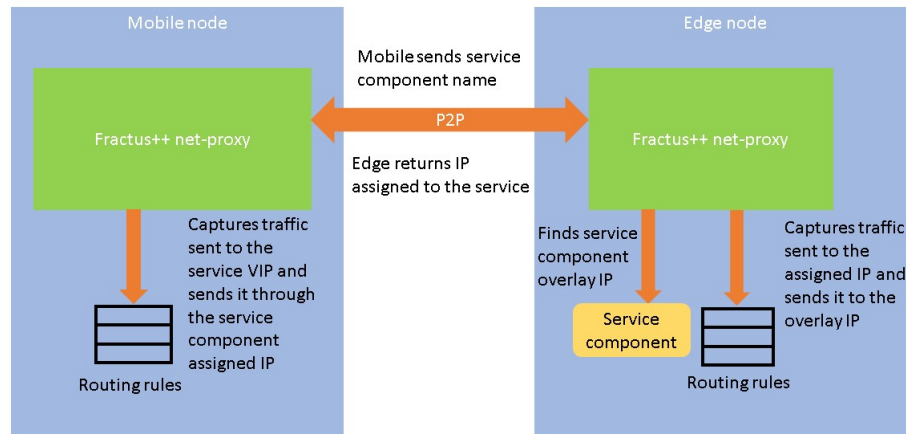 Mobile node
Fractus++ net-proxy
Captures traffic
sent to the
service VIP and
sends it through
the service
component
assigned IP
Routing rules
Mobile sends service
component name
P2P
Edge returns IP
assigned to the service
Edge node
Fractus++ net-proxy
Finds service
component
overlay IP
Service
component
Captures traffic
sent to the
assigned IP and
sends it to the
overlay IP
Routing rules